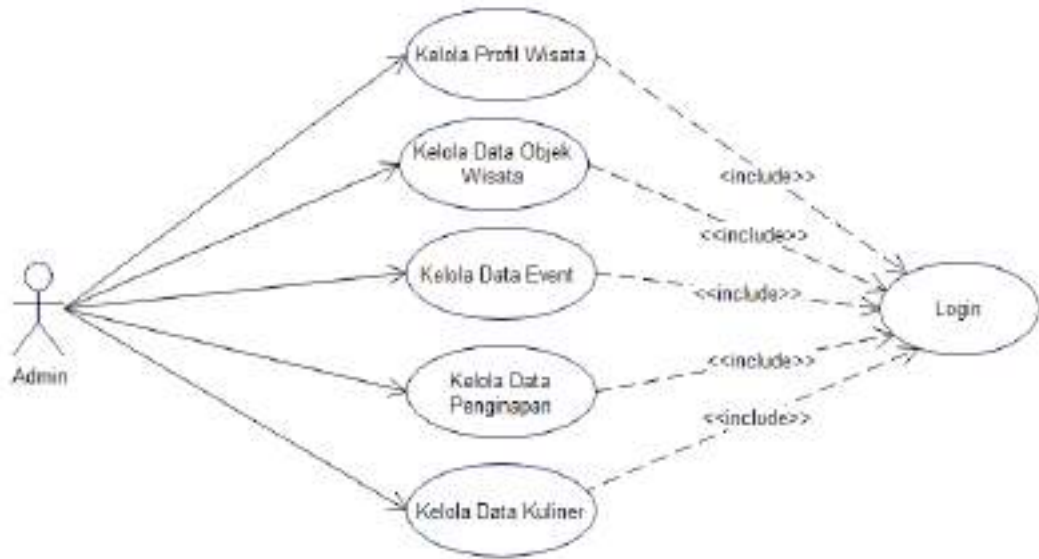 Kelola Profil Wisata
Kelola Data Objek
Wisata
<include>>
<<include>>
Kelola Data Event
<<include>>
Login
Admin
Kelola Data
Penginapan
<<include>>
<<include>>
Kelola Data Kuliner